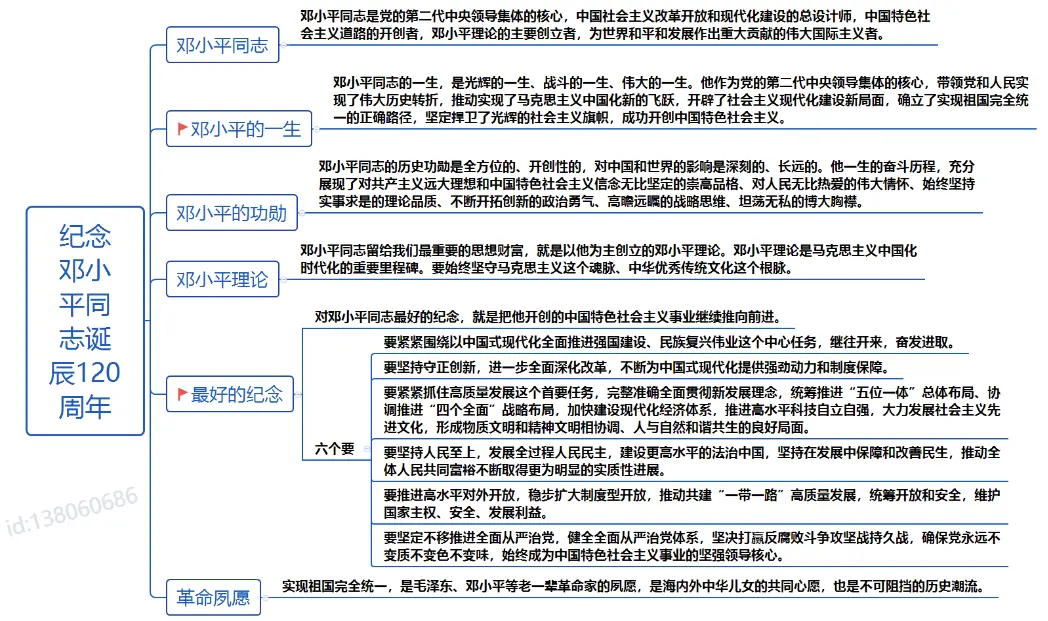 纪念
邓小
平同
志诞
辰120
周年
邓小平同志
邓小平同志是党的第二代中央领导集体的核心，中国社会主义改革开放和现代化建设的总设计师，中国特色社
会主义道路的开创者，邓小平理论的主要创立者，为世界和平和发展作出重大贡献的伟大国际主义者。
邓小平的一生
邓小平同志的一生，是光辉的一生、战斗的一生、伟大的一生。他作为党的第二代中央领导集体的核心，带领党和人民实
现了伟大历史转折，推动实现了马克思主义中国化新的飞跃，开辟了社会主义现代化建设新局面，确立了实现祖国完全统
一的正确路径，坚定捍卫了光辉的社会主义旗帜，成功开创中国特色社会主义。
邓小平的功勋
邓小平同志的历史功勋是全方位的、开创性的，对中国和世界的影响是深刻的、长远的。他一生的奋斗历程，充分
展现了对共产主义远大理想和中国特色社会主义信念无比坚定的崇高品格、对人民无比热爱的伟大情怀、始终坚持
实事求是的理论品质、不断开拓创新的政治勇气、高瞻远瞩的战略思维、坦荡无私的博大胸襟。
邓小平理论
邓小平同志留给我们最重要的思想财富，就是以他为主创立的邓小平理论。邓小平理论是马克思主义中国化
时代化的重要里程碑。要始终坚守马克思主义这个魂脉、中华优秀传统文化这个根脉。
最好的纪念
对邓小平同志最好的纪念，就是把他开创的中国特色社会主义事业继续推向前进。
六个要
要紧紧围绕以中国式现代化全面推进强国建设、民族复兴伟业这个中心任务，继往开来，奋发进取。
要坚持守正创新，进一步全面深化改革，不断为中国式现代化提供强劲动力和制度保障。
要紧紧抓住高质量发展这个首要任务，完整准确全面贯彻新发展理念，统筹推进“五位一体”总体布局、协
调推进“四个全面”战略布局，加快建设现代化经济体系，推进高水平科技自立自强，大力发展社会主义先
进文化，形成物质文明和精神文明相协调、人与自然和谐共生的良好局面。
要坚持人民至上，发展全过程人民民主，建设更高水平的法治中国，坚持在发展中保障和改善民生，推动全
体人民共同富裕不断取得更为明显的实质性进展。
要推进高水平对外开放，稳步扩大制度型开放，推动共建“一带一路”高质量发展，统筹开放和安全，维护
国家主权、安全、发展利益。
要坚定不移推进全面从严治党，健全全面从严治党体系，坚决打赢反腐败斗争攻坚战持久战，确保党永远不
变质不变色不变味，始终成为中国特色社会主义事业的坚强领导核心。
革命夙愿
实现祖国完全统一，是毛泽东、邓小平等老一辈革命家的夙愿，是海内外中华儿女的共同心愿，也是不可阻挡的历史潮流。
id:138060686